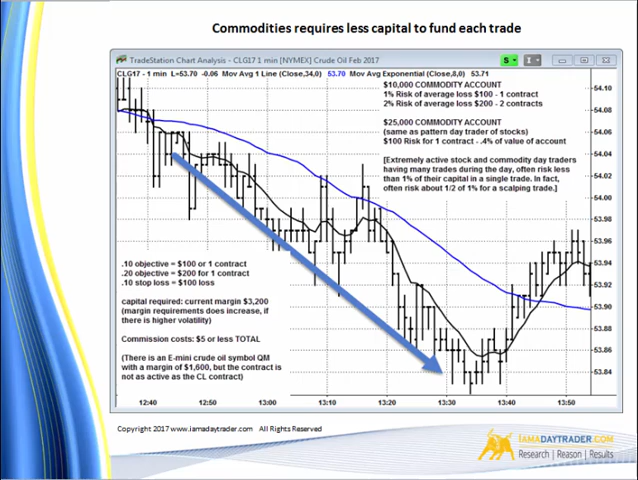 Commodities requires less capital to fund each trade
TradeStation Chart Analysis - CLG17 1 min [NYMEX] Crude Oil Feb 2017
S
CLG17 - 1 min L=53.70 -0.06 Mov Avg 1 Line (Close,34,0) 53.70 Mov Avg Exponential (Close,8,0) 53.71
$10,000 COMMODITY ACCOUNT
1% Risk of average loss $100 - 1 contract
2% Risk of average loss $200 - 2 contracts
$25,000 COMMODITY ACCOUNT
(same as pattern day trader of stocks)
$100 Risk for 1 contract - .4% of value of account
[Extremely active stock and commodity day traders
having many trades during the day, often risk less
than 1% of their capital in a single trade. In fact,
often risk about 1/2 of 1% for a scalping trade.]
54.10
54.08
54.06
54.04
54.02
54.00
53.98
53.96
53.94
53.92
53.90
53.88
53.86
53.84
.10 objective = $100 or 1 contract
.20 objective = $200 for 1 contract
.10 stop loss = $100 loss
capital required: current margin $3,200
(margin requirements does increase, if
there is higher volatility)
Commission costs: $5 or less TOTAL
(There is an E-mini crude oil symbol QM
with a margin of $1,600, but the contract is
not as active as the CL contract)
12:40 12:50 13:00 13:10 13:20 13:30 13:40 13:50
Copyright 2017 www.iamadaytrader.com All Rights Reserved
IAMADAYTRADER.COM
Research | Reason | Results